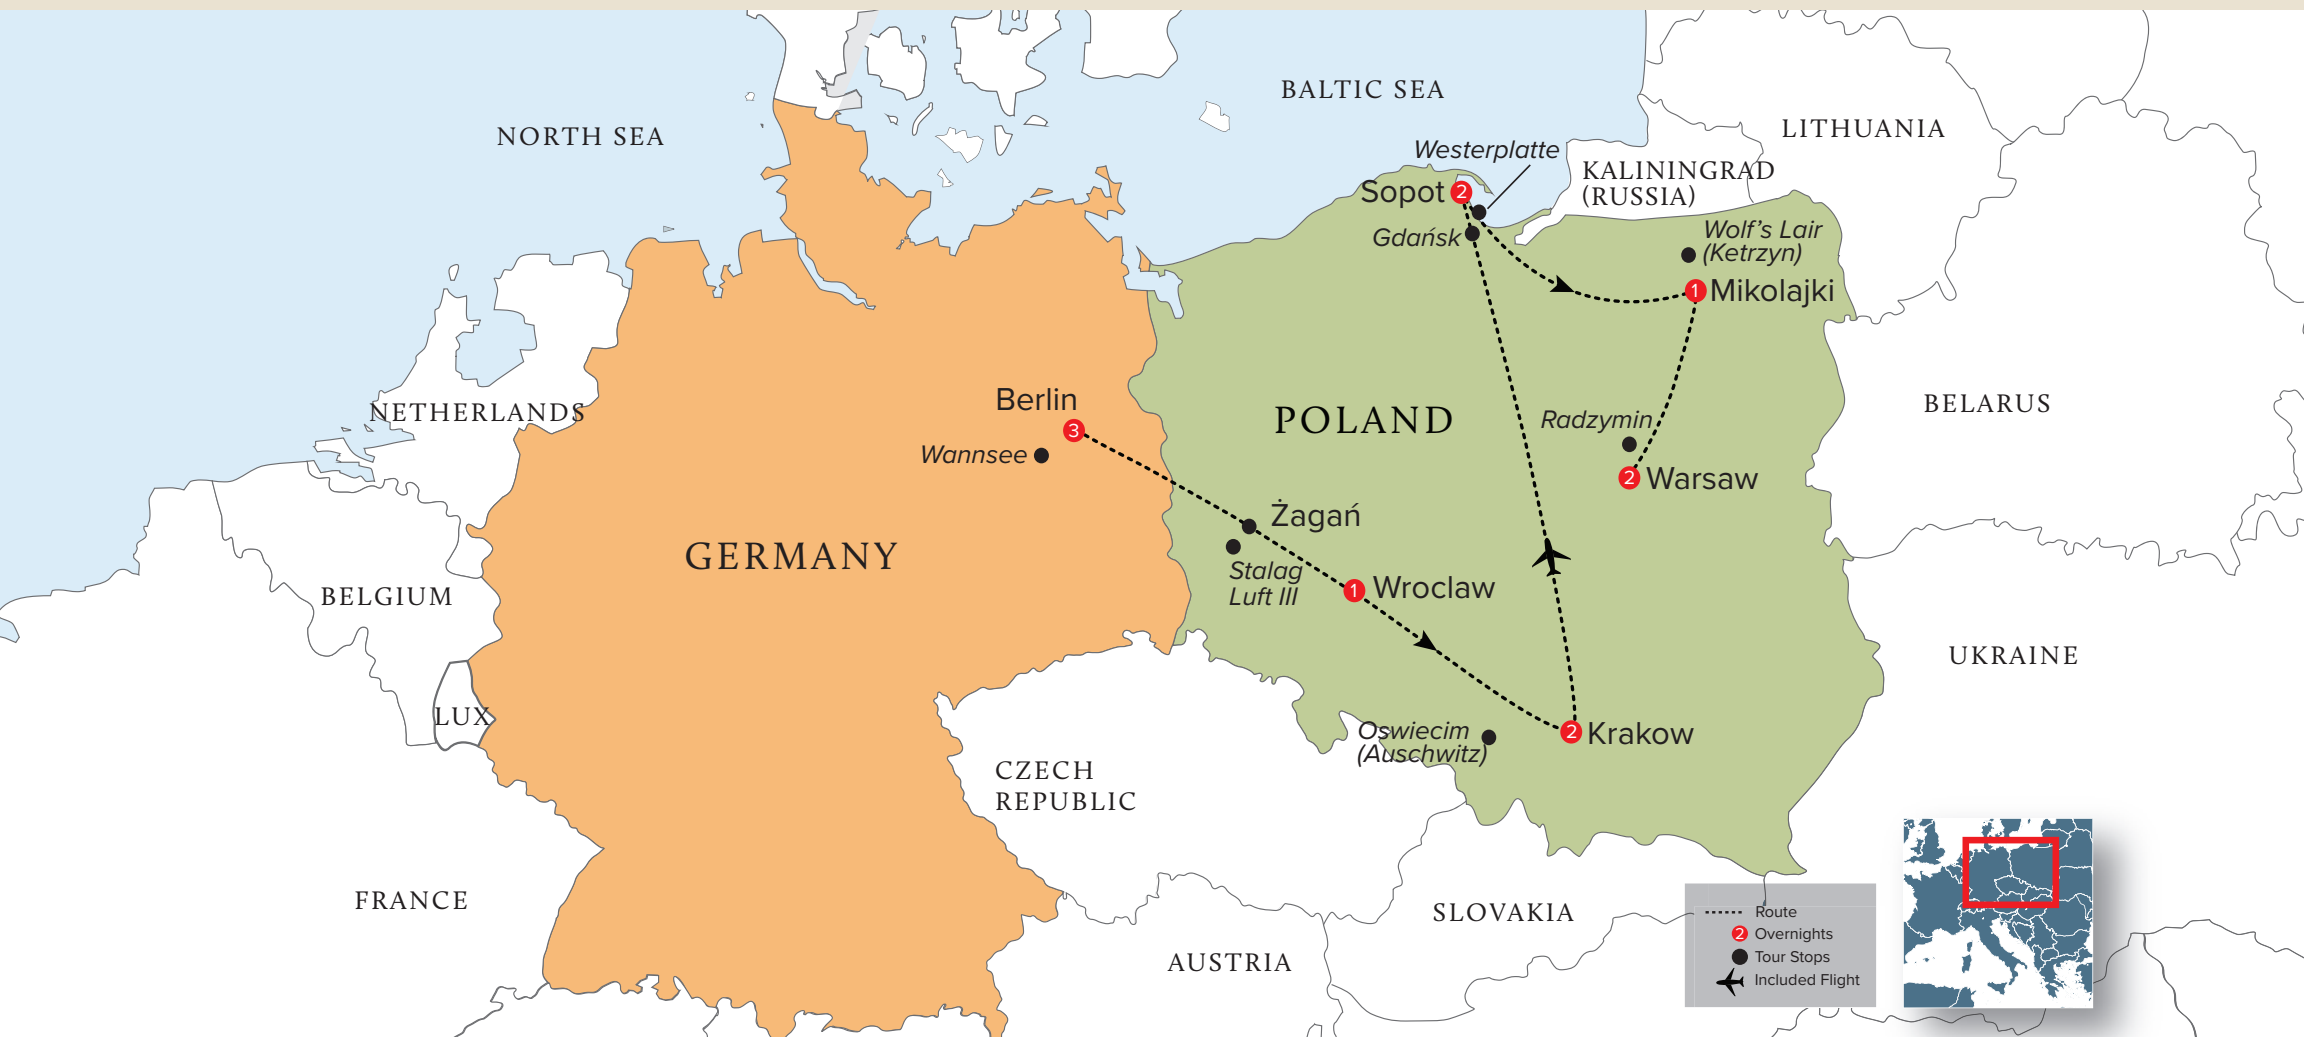 BALTIC SEA
NORTH SEA
LITHUANIA
Westerplatte
KALININGRAD
(RUSSIA)
Sopot 2
Gdańsk
Wolf's Lair
(Ketrzyn)
1 Mikolajki
NETHERLANDS
Berlin
3
Wannsee
POLAND
Radzymin
2 Warsaw
BELARUS
Żagań
GERMANY
Stalag
Luft III
1 Wroclaw
BELGIUM
UKRAINE
LUX
Oswiecim
(Auschwitz)
2 Krakow
CZECH
REPUBLIC
FRANCE
SLOVAKIA
AUSTRIA
Route
2 Overnights
Tour Stops
Included Flight